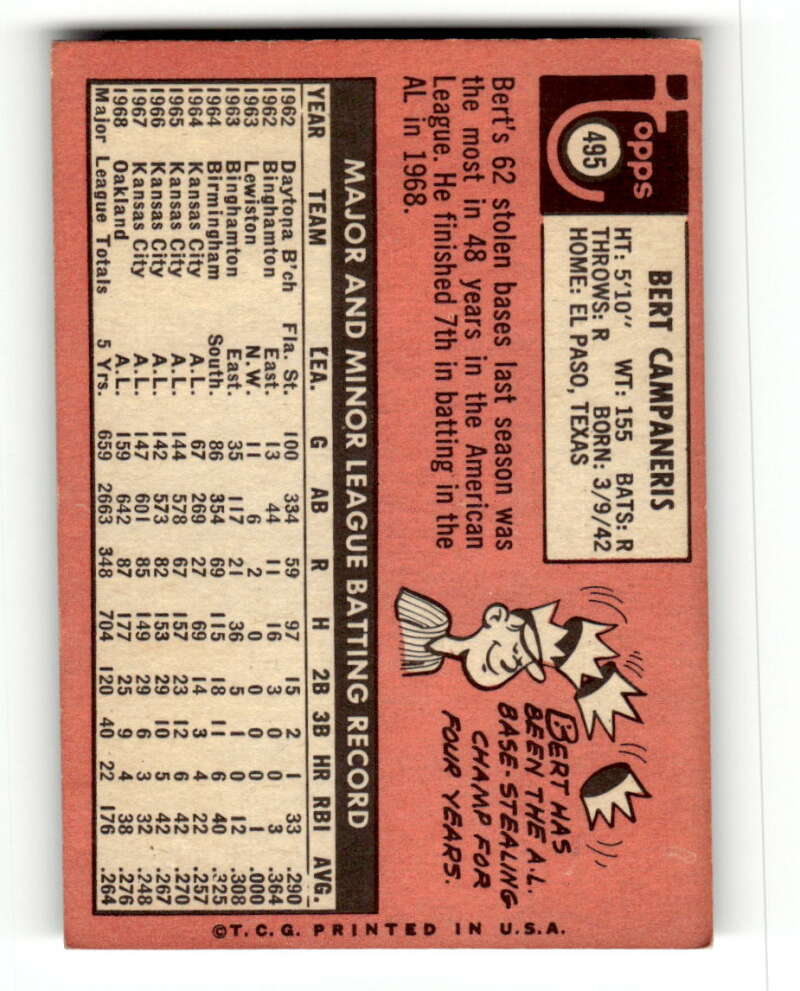 Topps
495
BERT CAMPANERIS
HT: 5'10" WT: 155 BATS: R
THROWS: R BORN: 3/9/42
HOME: EL PASO, TEXAS
Bert's 62 stolen bases last season was
the most in 48 years in the American
League. He finished 7th in batting in the
AL in 1968.
BERT HAS
BEEN THE A.L.
BASE-STEALING
CHAMP FOR
FOUR YEARS.
MAJOR AND MINOR LEAGUE BATTING RECORD
YEAR TEAM LEA. G AB R H 2B 3B HR RBI AVG.
1962 Daytona B'ch Fla. St. 100 334 59 97 15 2 1 33 .290
1962 Binghamton East. 13 44 11 16 3 0 0 3 .364
1963 Lewiston N.W. 11 6 2 0 0 0 0 1 .000
1963 Binghamton East. 35 117 21 36 5 1 0 12 .308
1964 Birmingham South. 86 354 69 115 18 11 6 40 .325
1964 Kansas City A.L. 67 269 27 69 14 3 4 22 .257
1965 Kansas City A.L. 144 578 67 157 23 12 6 42 .270
1966 Kansas City A.L. 142 573 82 153 29 10 5 42 .267
1967 Kansas City A.L. 147 601 85 149 29 6 3 32 .248
1968 Oakland A.L. 159 642 87 177 25 9 4 38 .276
Major League Totals 5 Yrs. 659 2663 348 704 120 40 22 176 .264
©T.C.G. PRINTED IN U.S.A.